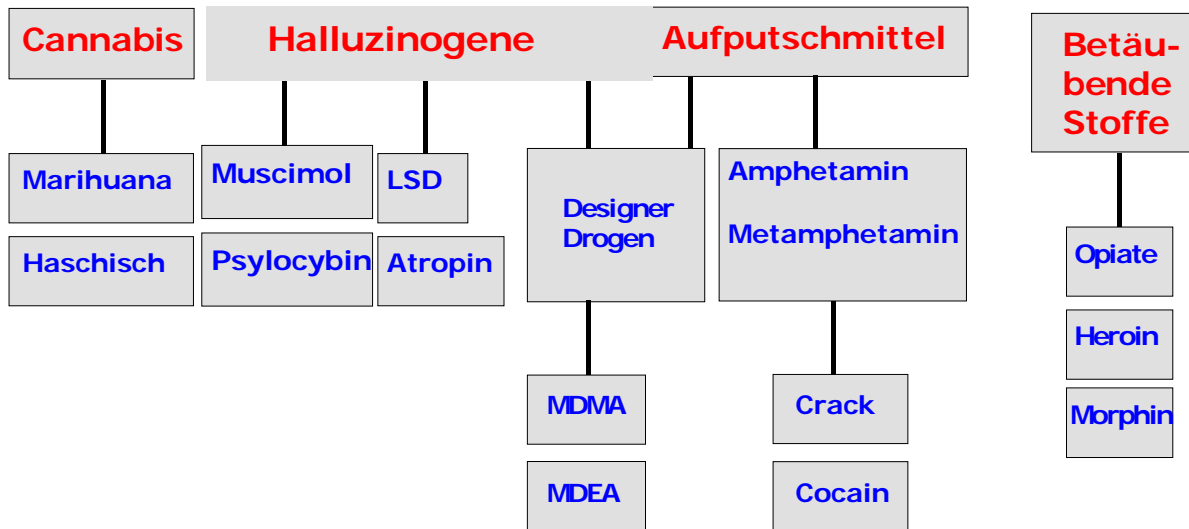 Cannabis
Halluzinogene
Aufputschmittel
Betäu-
bende
Stoffe
Marihuana
Haschisch
Muscimol
Psylocybin
LSD
Atropin
Designer
Drogen
Amphetamin
Metamphetamin
Opiate
Heroin
Morphin
MDMA
MDEA
Crack
Cocain